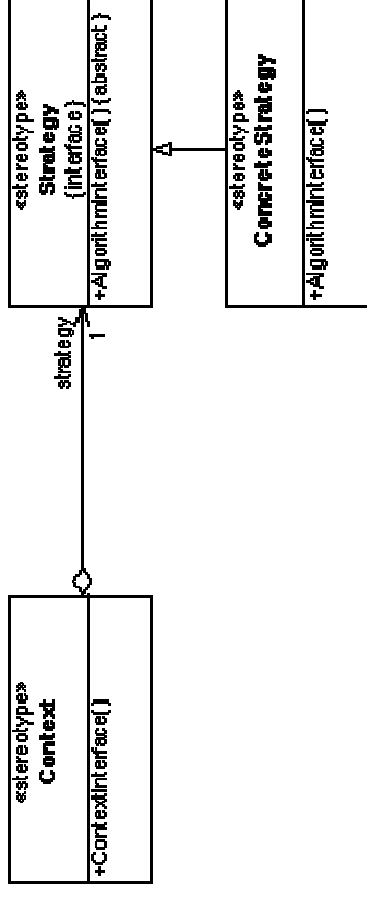 «stereotype»
Context
+ContextInterface()
strategy
1
«stereotype»
Strategy
{interface}
+AlgorithmInterface(){abstract}
«stereotype»
ConcreteStrategy
+AlgorithmInterface()